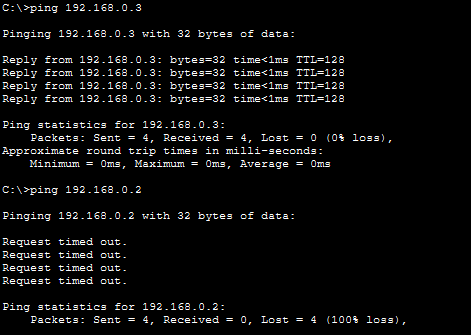 C:\>ping 192.168.0.3
Pinging 192.168.0.3 with 32 bytes of data:
Reply from 192.168.0.3: bytes=32 time<1ms TTL=128
Reply from 192.168.0.3: bytes=32 time<1ms TTL=128
Reply from 192.168.0.3: bytes=32 time<1ms TTL=128
Reply from 192.168.0.3: bytes=32 time<1ms TTL=128
Ping statistics for 192.168.0.3:
    Packets: Sent = 4, Received = 4, Lost = 0 (0% loss),
Approximate round trip times in milli-seconds:
    Minimum = 0ms, Maximum = 0ms, Average = 0ms
C:\>ping 192.168.0.2
Pinging 192.168.0.2 with 32 bytes of data:
Request timed out.
Request timed out.
Request timed out.
Request timed out.
Ping statistics for 192.168.0.2:
    Packets: Sent = 4, Received = 0, Lost = 4 (100% loss),